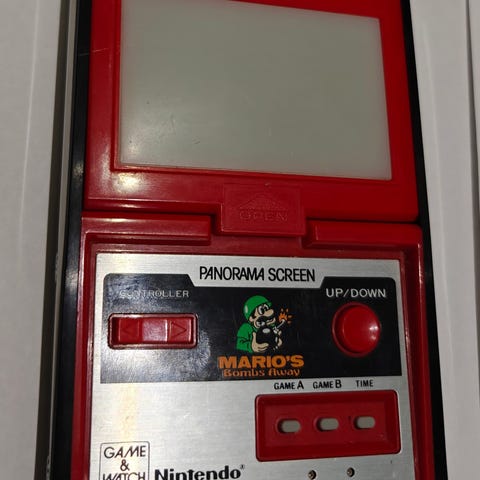 OPEN
PANORAMA SCREEN
CONTROLLER
UP/DOWN
MARIO'S
Bombs Away
GAME A GAME B TIME
GAME
&
WATCH
Nintendo®